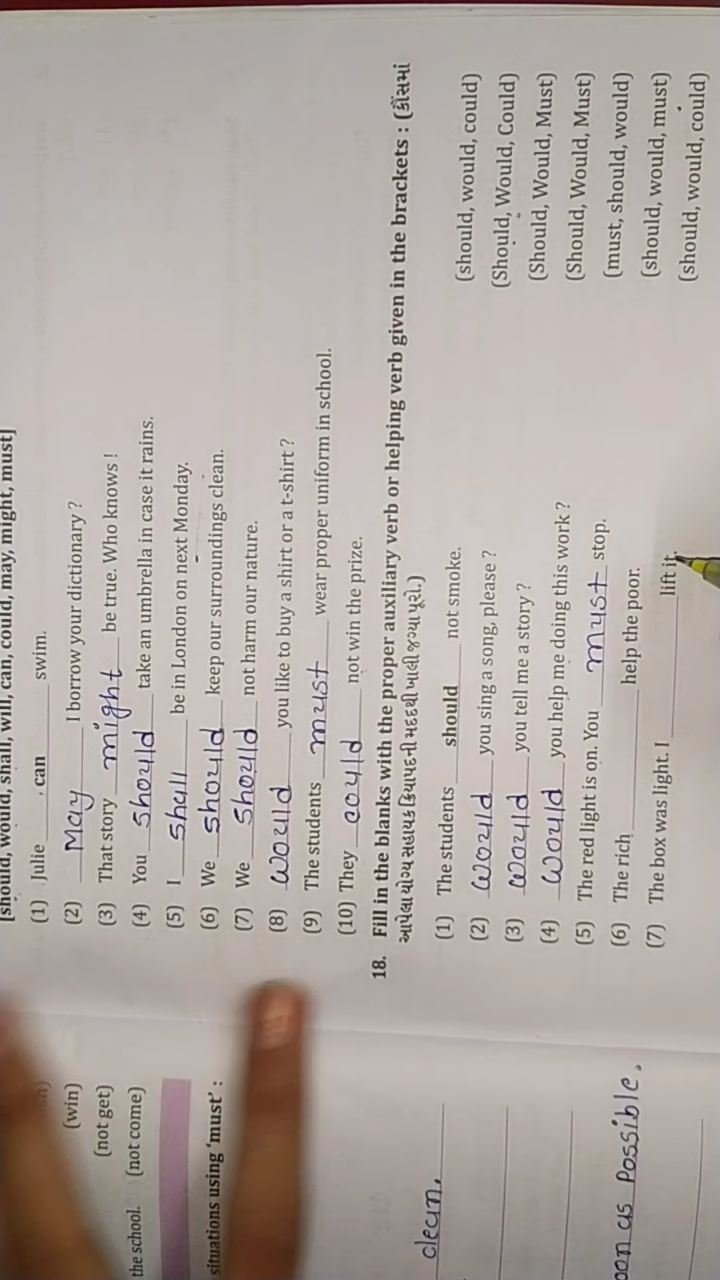 [should, would, shall, will, can, could, may, might, must]
(1) Julie can swim.
(2) May I borrow your dictionary ?
(3) That story might be true. Who knows !
(4) You should take an umbrella in case it rains.
(5) I shall be in London on next Monday.
(6) We should keep our surroundings clean.
(7) We should not harm our nature.
(8) would you like to buy a shirt or a t-shirt ?
(9) The students must wear proper uniform in school.
(10) They could not win the prize.
18. Fill in the blanks with the proper auxiliary verb or helping verb given in the brackets : (કૌંસમાં
આપેલા યોગ્ય સહાયક ક્રિયાપદની મદદથી ખાલી જગ્યા પૂરો.)
(1) The students should not smoke. (should, would, could)
(2) would you sing a song, please ? (Should, Would, Could)
(3) would you tell me a story ? (Should, Would, Must)
(4) would you help me doing this work ? (Should, Would, Must)
(5) The red light is on. You must stop. (must, should, would)
(6) The rich help the poor. (should, would, must)
(7) The box was light. I lift it. (should, would, could)
(win)
(not get)
the school. (not come)
situations using 'must' :
clean.
oon as Possible.